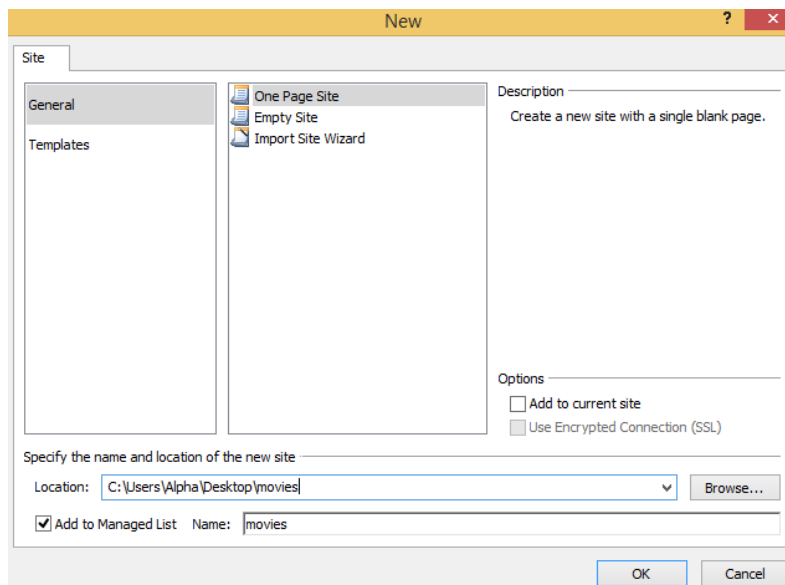 New
?
Site
General
Templates
One Page Site
Empty Site
Import Site Wizard
Description
Create a new site with a single blank page.
Options
Add to current site
Use Encrypted Connection (SSL)
Specify the name and location of the new site
Location: C:\Users\Alpha\Desktop\movies Browse...
Add to Managed List Name: movies
OK Cancel